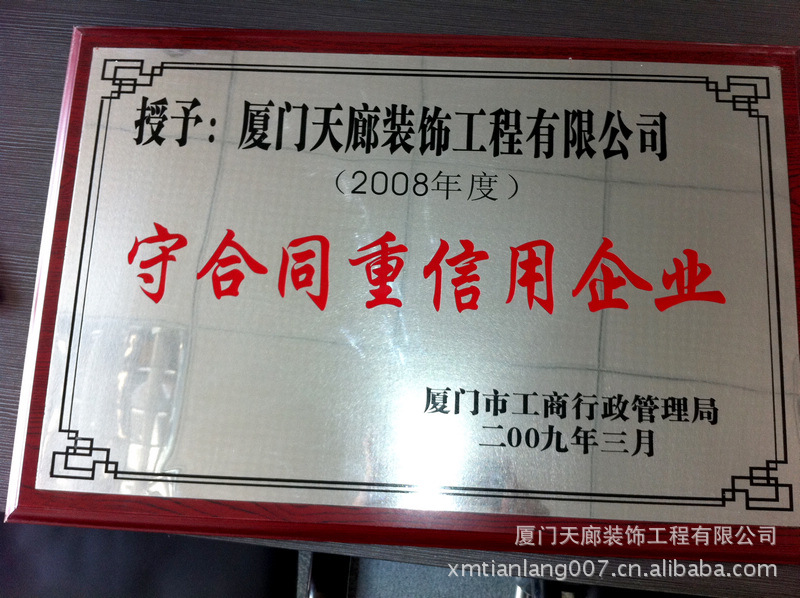 授予：厦门天廊装饰工程有限公司
（2008年度）
守合同重信用企业
厦门市工商行政管理局
二00九年三月
厦门天廊装饰工程有限公司
xmtianlang007.cn.alibaba.com